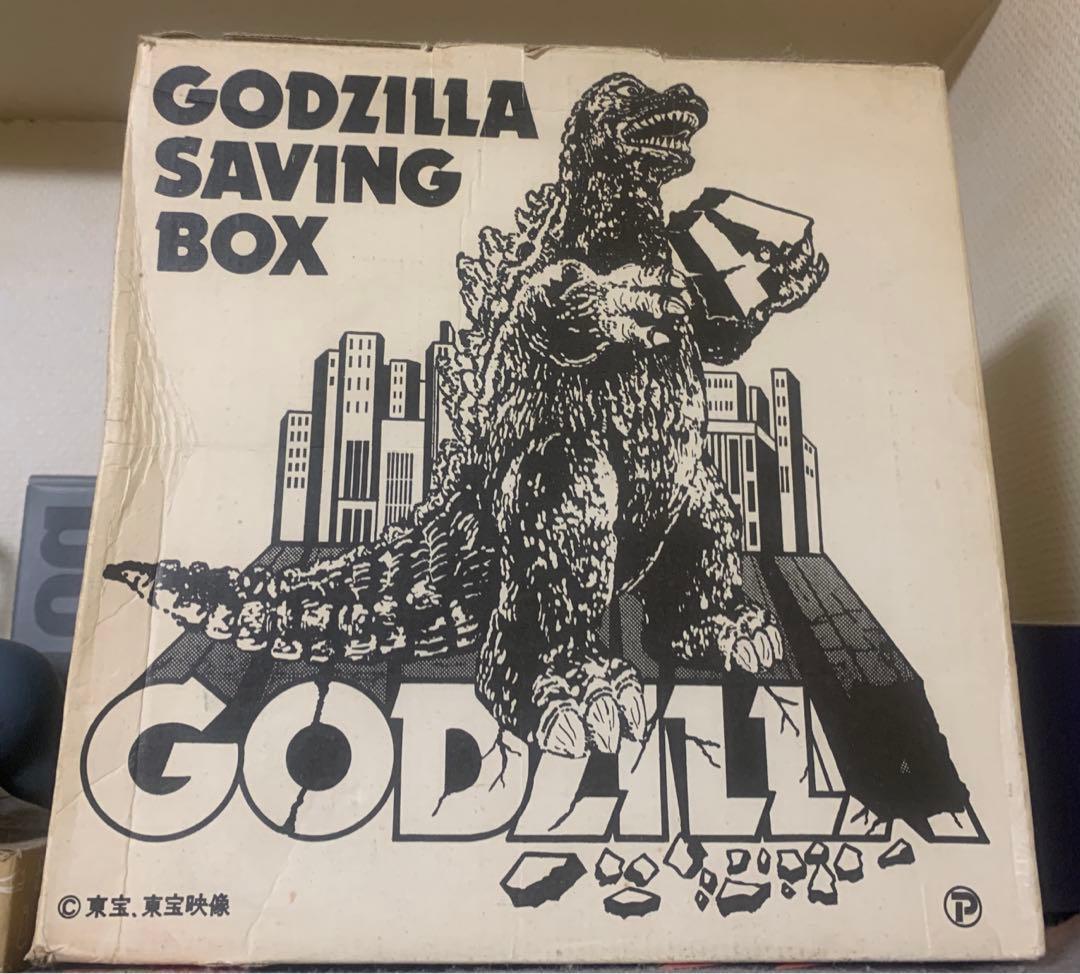 GODZILLA
SAVING
BOX
GODZILLA
© 東宝、東宝映像
P